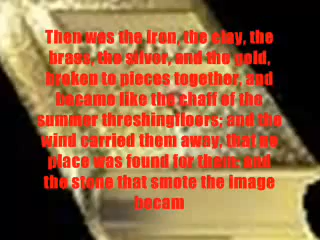 Then was the iron, the clay, the
brass, the silver, and the gold,
broken to pieces together, and
became like the chaff of the
summer threshingfloors; and the
wind carried them away, that no
place was found for them: and
the stone that smote the image
becam